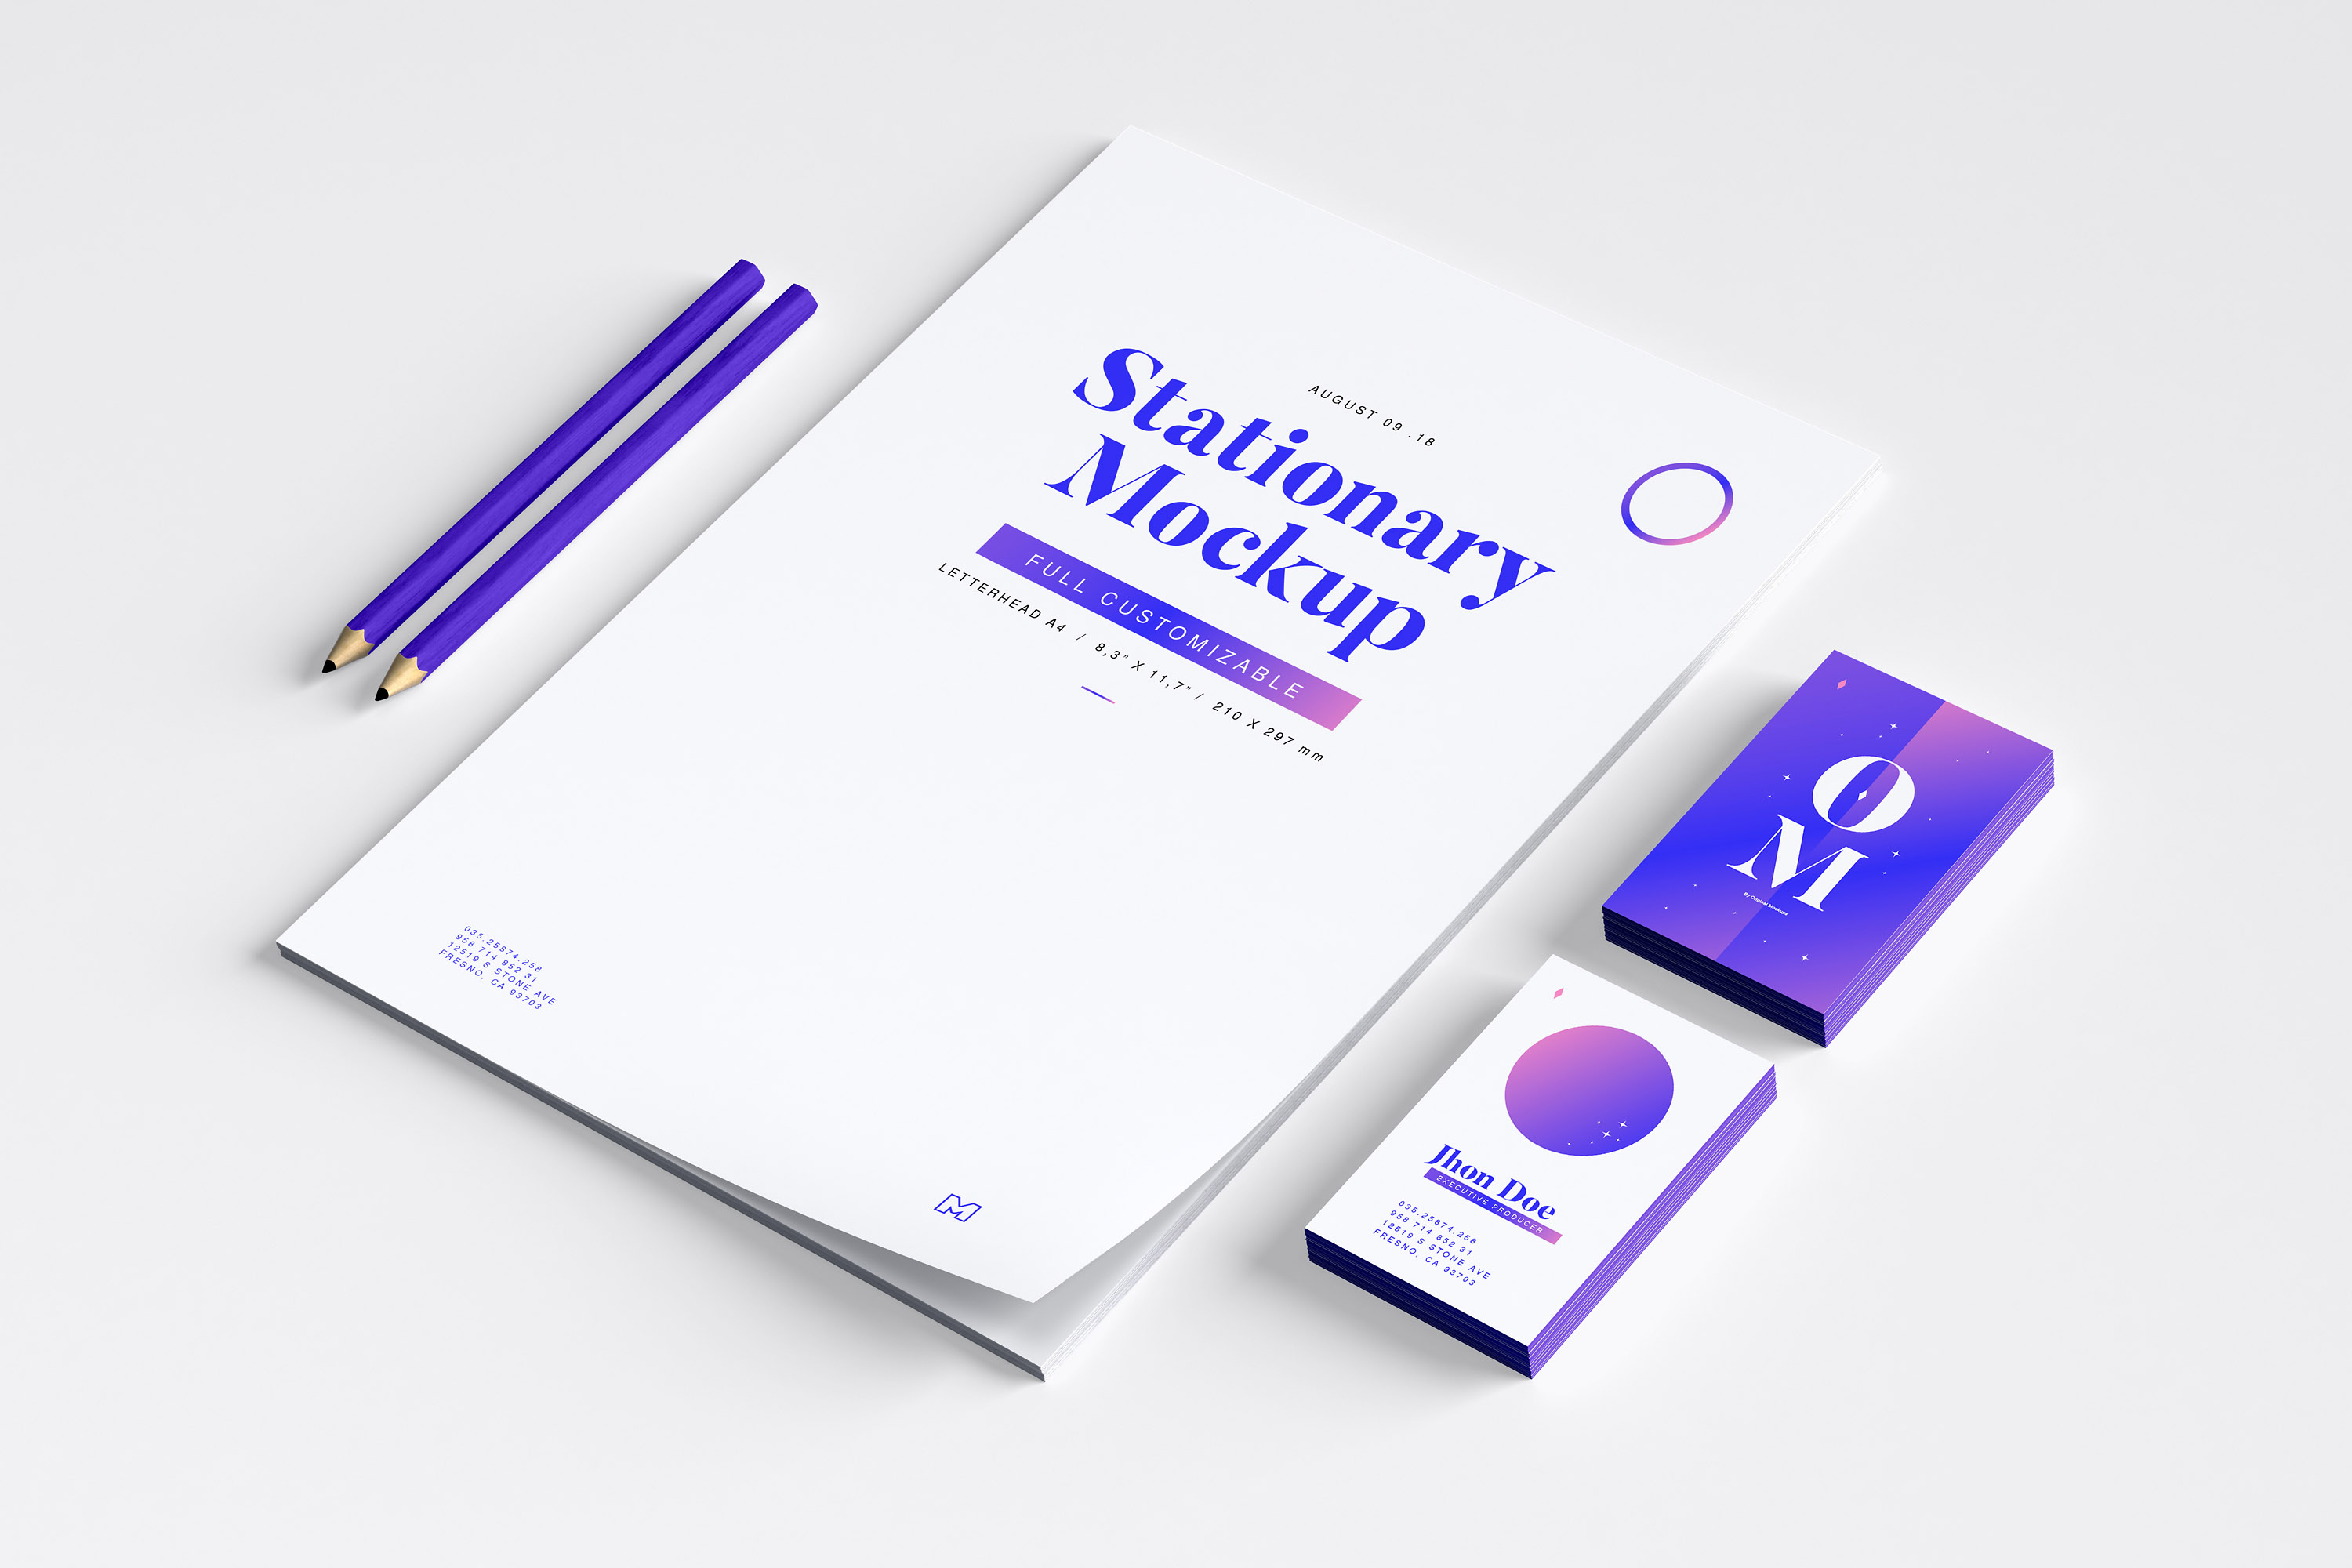 AUGUST 09 .18
Stationary
Mockup
FULL CUSTOMIZABLE
LETTERHEAD A4 / 8,3" X 11,7" / 210 X 297 mm
035.25874.258
958 714 852 31
12519 S STONE AVE
FRESNO, CA 93703
M
O
M
By Original Mockups
Jhon Doe
EXECUTIVE PRODUCER
035.25874.258
958 714 852 31
12519 S STONE AVE
FRESNO, CA 93703